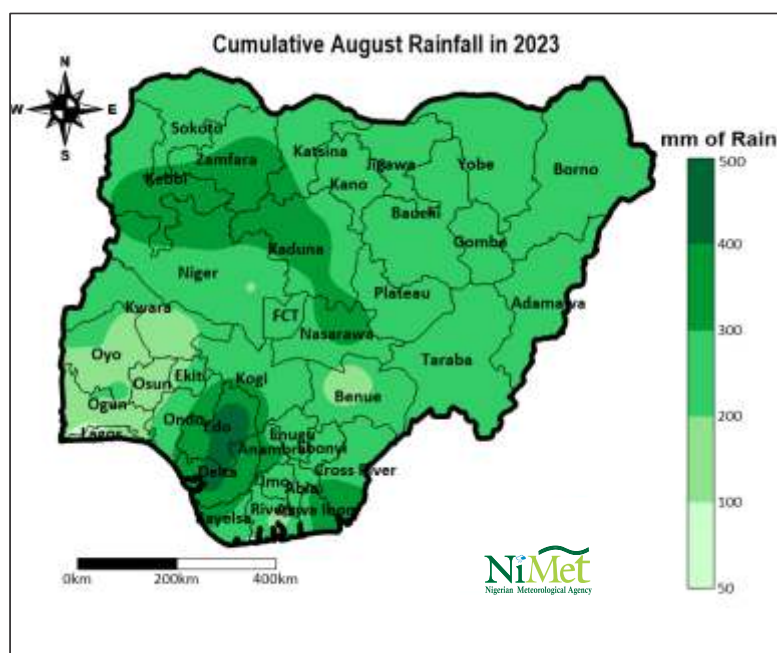 Cumulative August Rainfall in 2023
N
W
E
S
mm of Rain
500
400
300
200
100
50
Sokoto
Zamfara
Katsina
Kebbi
Kano
Jigawa
Yobe
Borno
Bauchi
Gombe
Kaduna
Niger
Plateau
Adamawa
Kwara
FCT
Nasarawa
Taraba
Oyo
Osun
Ekiti
Kogi
Benue
Ogun
Ondo
Edo
Enugu
Lagos
Anambra
Ebonyi
Delta
Imo
Abia
Cross River
Bayelsa
Rivers
Akwa Ibom
0km
200km
400km
NiMet
Nigerian Meteorological Agency